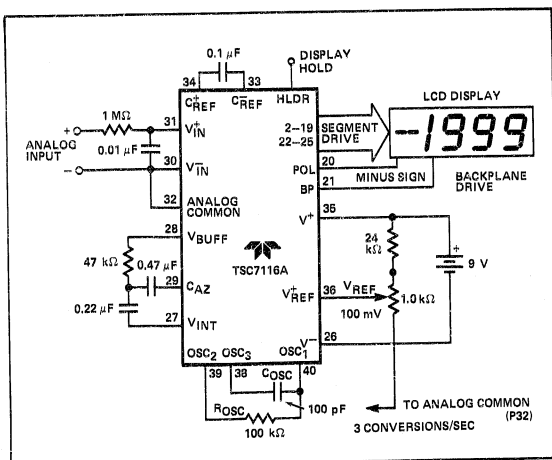 0.1 µF
34
33
C+REF
C−REF
DISPLAY
HOLD
HLDR
LCD DISPLAY
-1999
1 MΩ
31
V+IN
+
ANALOG
INPUT
0.01 µF
–
30
V−IN
2–19
22–25
SEGMENT
DRIVE
20
POL
MINUS SIGN
21
BP
BACKPLANE
DRIVE
32
ANALOG
COMMON
V+
35
28
VBUFF
47 kΩ
0.47 µF
29
CAZ
0.22 µF
27
VINT
TSC7116A
24
kΩ
+
9 V
V+REF
36
VREF
100 mV
1.0 kΩ
V−
26
OSC2
OSC3
OSC1
39
38
40
COSC
100 pF
ROSC
100 kΩ
TO ANALOG COMMON
(P32)
3 CONVERSIONS/SEC